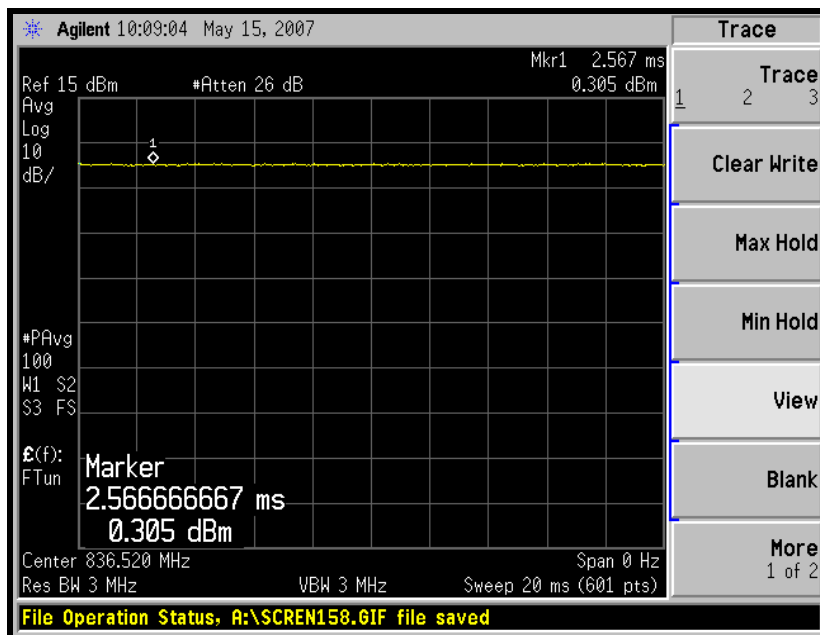 Agilent 10:09:04 May 15, 2007
Trace
Mkr1 2.567 ms
Ref 15 dBm #Atten 26 dB 0.305 dBm
Avg
Log
10
dB/
1
#PAvg
100
W1 S2
S3 FS
£(f):
FTun
Marker
2.566666667 ms
0.305 dBm
Center 836.520 MHz Span 0 Hz
Res BW 3 MHz VBW 3 MHz Sweep 20 ms (601 pts)
File Operation Status, A:\SCREN158.GIF file saved
Trace
1 2 3
Clear Write
Max Hold
Min Hold
View
Blank
More
1 of 2